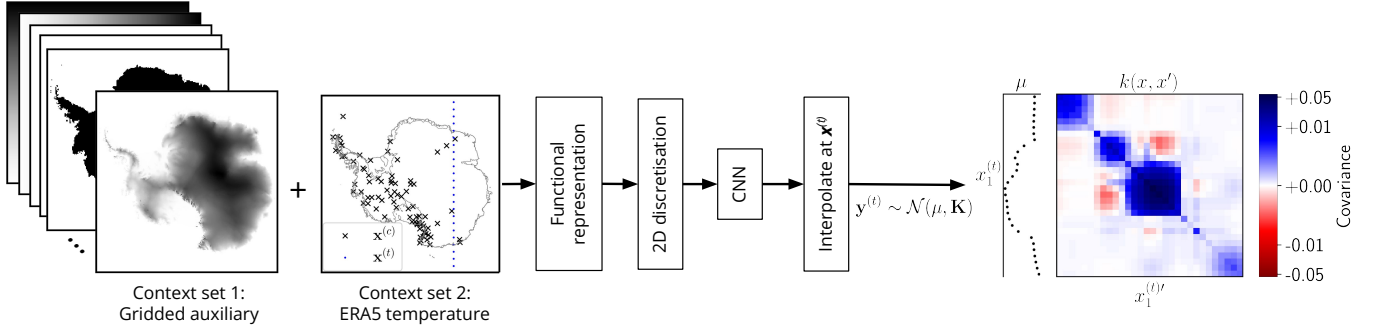 Context set 1:
Gridded auxiliary
+
x^(c)
x^(t)
Context set 2:
ERA5 temperature
Functional
representation
2D discretisation
CNN
Interpolate at x^(t)
y^(t) ∼ N(μ, K)
μ
x_1^(t)
k(x, x′)
x_1^(t)′
+0.05
+0.01
+0.00
-0.01
-0.05
Covariance